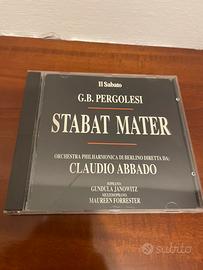 Il Sabato
G.B. PERGOLESI
STABAT MATER
ORCHESTRA PHILHARMONICA DI BERLINO DIRETTA DA:
CLAUDIO ABBADO
SOPRANO:
GUNDULA JANOWITZ
MEZZOSOPRANO:
MAUREEN FORRESTER
subito